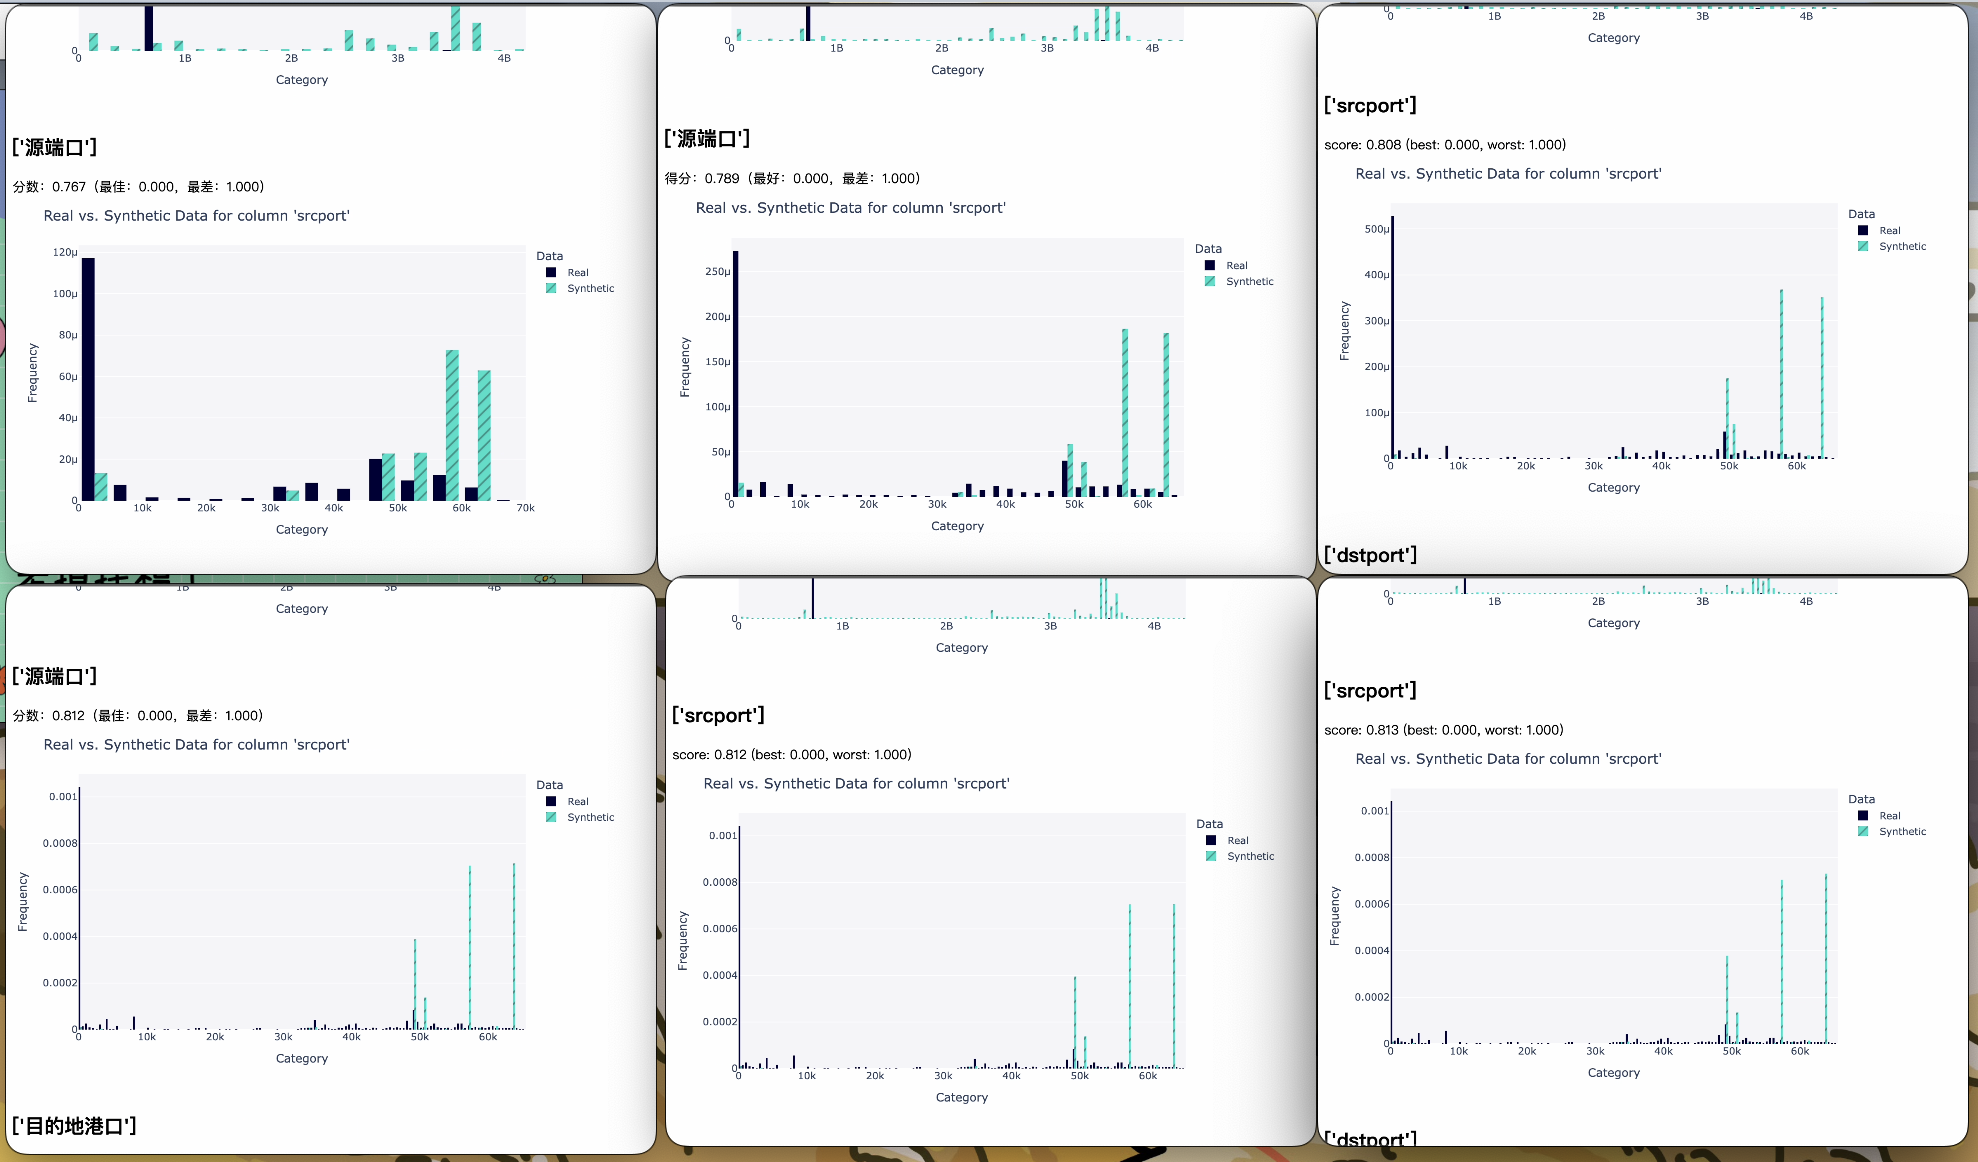 0
0
1B
2B
3B
4B
Category
['源端口']
分数：0.767（最佳：0.000，最差：1.000）
Real vs. Synthetic Data for column 'srcport'
120μ
100μ
80μ
60μ
40μ
20μ
0
Frequency
0
10k
20k
30k
40k
50k
60k
70k
Category
Data
Real
Synthetic
0
0
1B
2B
3B
4B
Category
['源端口']
得分：0.789（最好：0.000，最差：1.000）
Real vs. Synthetic Data for column 'srcport'
250μ
200μ
150μ
100μ
50μ
0
Frequency
0
10k
20k
30k
40k
50k
60k
Category
Data
Real
Synthetic
0
1B
2B
3B
4B
Category
['srcport']
score: 0.808 (best: 0.000, worst: 1.000)
Real vs. Synthetic Data for column 'srcport'
500μ
400μ
300μ
200μ
100μ
0
Frequency
0
10k
20k
30k
40k
50k
60k
Category
Data
Real
Synthetic
['dstport']
0
1B
2B
3B
4B
Category
['源端口']
分数：0.812（最佳：0.000，最差：1.000）
Real vs. Synthetic Data for column 'srcport'
0.001
0.0008
0.0006
0.0004
0.0002
0
Frequency
0
10k
20k
30k
40k
50k
60k
Category
Data
Real
Synthetic
['目的地港口']
0
0
1B
2B
3B
4B
Category
['srcport']
score: 0.812 (best: 0.000, worst: 1.000)
Real vs. Synthetic Data for column 'srcport'
0.001
0.0008
0.0006
0.0004
0.0002
0
Frequency
0
10k
20k
30k
40k
50k
60k
Category
Data
Real
Synthetic
0
0
1B
2B
3B
4B
Category
['srcport']
score: 0.813 (best: 0.000, worst: 1.000)
Real vs. Synthetic Data for column 'srcport'
0.001
0.0008
0.0006
0.0004
0.0002
0
Frequency
0
10k
20k
30k
40k
50k
60k
Category
Data
Real
Synthetic
['dstport']